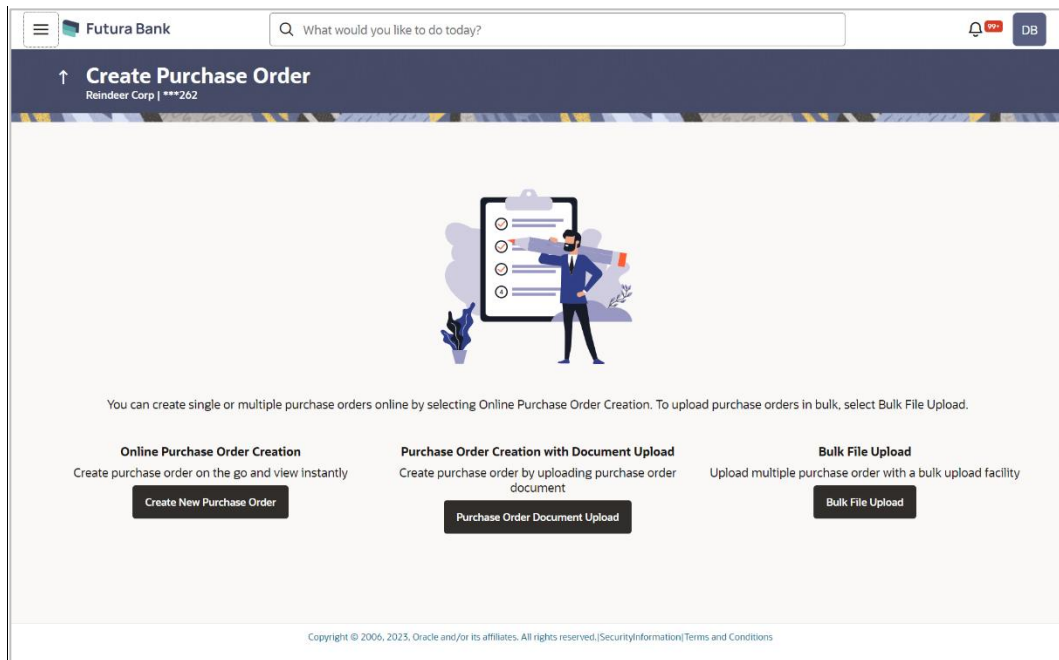 Futura Bank
What would you like to do today?
99+
DB
↑ Create Purchase Order
Reindeer Corp | ***262
4
You can create single or multiple purchase orders online by selecting Online Purchase Order Creation. To upload purchase orders in bulk, select Bulk File Upload.
Online Purchase Order Creation
Create purchase order on the go and view instantly
Create New Purchase Order
Purchase Order Creation with Document Upload
Create purchase order by uploading purchase order
document
Purchase Order Document Upload
Bulk File Upload
Upload multiple purchase order with a bulk upload facility
Bulk File Upload
Copyright © 2006, 2023, Oracle and/or its affiliates. All rights reserved.|SecurityInformation|Terms and Conditions